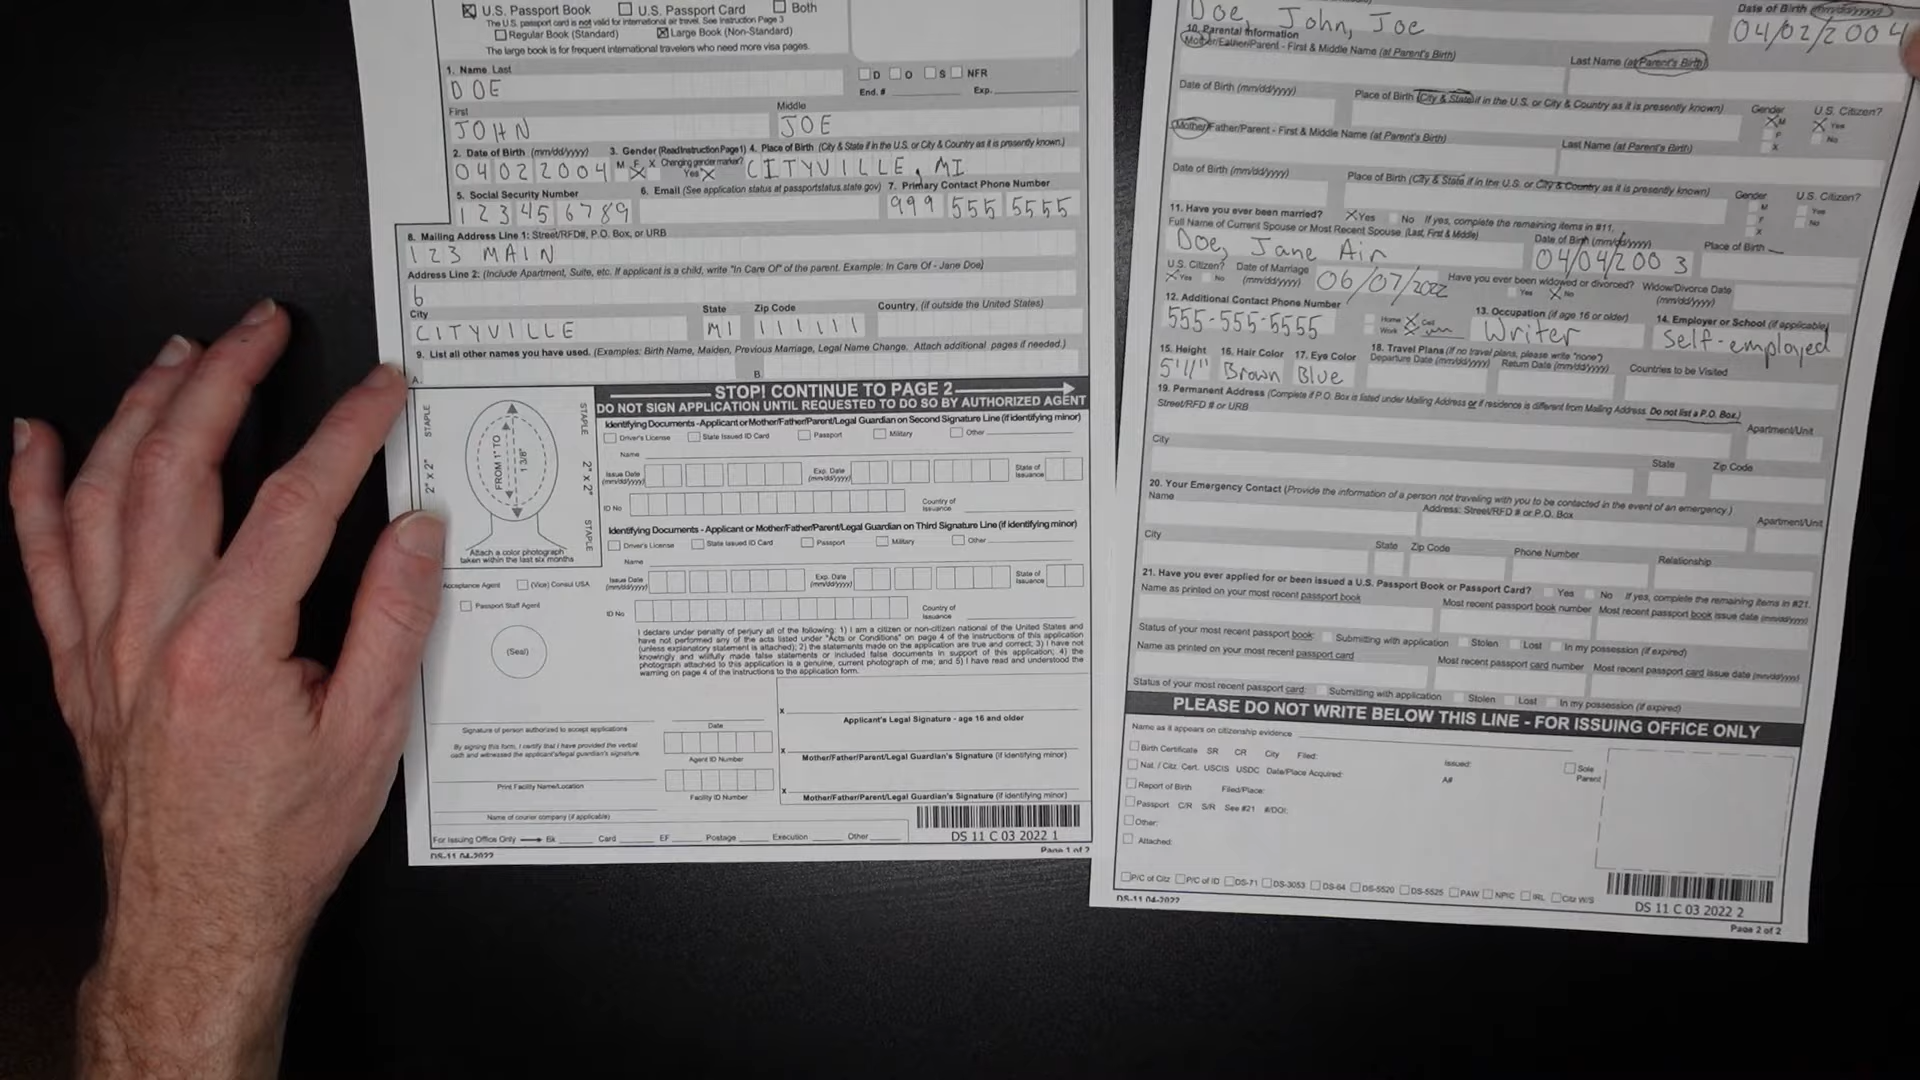 U.S. Passport Book U.S. Passport Card Both
The U.S. passport card is not valid for international air travel. See Instruction Page 3
Regular Book (Standard) Large Book (Non-Standard)
The large book is for frequent international travelers who need more visa pages.
1. Name Last
DOE
D O S NFR
End. # Exp.
First Middle
JOHN JOE
2. Date of Birth (mm/dd/yyyy) 3. Gender (Read Instruction Page 1) 4. Place of Birth (City & State if in the U.S. or City & Country as it is presently known.)
04022004 M F X Changing gender marker? Yes CITYVILLE, MI
5. Social Security Number 6. Email (See application status at passportstatus.state.gov) 7. Primary Contact Phone Number
123456789 999 555 5555
8. Mailing Address Line 1: Street/RFD#, P.O. Box, or URB
123 MAIN
Address Line 2: (Include Apartment, Suite, etc. If applicant is a child, write "In Care Of" of the parent. Example: In Care Of - Jane Doe)
6
City State Zip Code Country, (if outside the United States)
CITYVILLE MI 111111
9. List all other names you have used. (Examples: Birth Name, Maiden, Previous Marriage, Legal Name Change. Attach additional pages if needed.)
A. B.
STOP! CONTINUE TO PAGE 2
DO NOT SIGN APPLICATION UNTIL REQUESTED TO DO SO BY AUTHORIZED AGENT
STAPLE STAPLE
2" x 2" 2" x 2"
FROM 1" TO 1 3/8"
STAPLE
Attach a color photograph
taken within the last six months
Identifying Documents - Applicant or Mother/Father/Parent/Legal Guardian on Second Signature Line (if identifying minor)
Driver's License State Issued ID Card Passport Military Other
Name
Issue Date (mm/dd/yyyy) Exp. Date (mm/dd/yyyy) State of Issuance
ID No Country of Issuance
Identifying Documents - Applicant or Mother/Father/Parent/Legal Guardian on Third Signature Line (if identifying minor)
Driver's License State Issued ID Card Passport Military Other
Name
Issue Date (mm/dd/yyyy) Exp. Date (mm/dd/yyyy) State of Issuance
ID No Country of Issuance
Acceptance Agent (Vice) Consul USA
Passport Staff Agent
(Seal)
I declare under penalty of perjury all of the following: 1) I am a citizen or non-citizen national of the United States and
have not performed any of the acts listed under "Acts or Conditions" on page 4 of the instructions of this application
(unless explanatory statement is attached); 2) the statements made on the application are true and correct; 3) I have not
knowingly and willfully made false statements or included false documents in support of this application; 4) the
photograph attached to this application is a genuine, current photograph of me; and 5) I have read and understood the
warning on page 4 of the instructions to the application form.
x
Applicant's Legal Signature - age 16 and older
x
Mother/Father/Parent/Legal Guardian's Signature (if identifying minor)
x
Mother/Father/Parent/Legal Guardian's Signature (if identifying minor)
Signature of person authorized to accept applications Date
By signing this form, I certify that I have provided the verbal
oath and witnessed the applicant's/legal guardian's signature.
Agent ID Number
Print Facility Name/Location
Facility ID Number
Name of courier company (if applicable)
For Issuing Office Only Bk Card EF Postage Execution Other
DS 11 C 03 2022 1
DS-11 04-2022 Page 1 of 2
Doe, John, Joe
Date of Birth (mm/dd/yyyy)
04/02/2004
10. Parental Information
Mother/Father/Parent - First & Middle Name (at Parent's Birth) Last Name (at Parent's Birth)
Date of Birth (mm/dd/yyyy) Place of Birth (City & State if in the U.S. or City & Country as it is presently known) Gender U.S. Citizen?
M F X Yes No
Mother/Father/Parent - First & Middle Name (at Parent's Birth) Last Name (at Parent's Birth)
Date of Birth (mm/dd/yyyy) Place of Birth (City & State if in the U.S. or City & Country as it is presently known) Gender U.S. Citizen?
M F X Yes No
11. Have you ever been married? Yes No If yes, complete the remaining items in #11.
Full Name of Current Spouse or Most Recent Spouse (Last, First & Middle) Date of Birth (mm/dd/yyyy) Place of Birth
Doe, Jane Air 04/04/2003
U.S. Citizen? Date of Marriage Have you ever been widowed or divorced? Widow/Divorce Date
Yes No (mm/dd/yyyy) 06/07/2022 Yes No (mm/dd/yyyy)
12. Additional Contact Phone Number 13. Occupation (if age 16 or older) 14. Employer or School (if applicable)
555-555-5555 Home Cell Work Writer Self-employed
15. Height 16. Hair Color 17. Eye Color 18. Travel Plans (If no travel plans, please write "none")
Departure Date (mm/dd/yyyy) Return Date (mm/dd/yyyy) Countries to be Visited
5'11" Brown Blue
19. Permanent Address (Complete if P.O. Box is listed under Mailing Address or if residence is different from Mailing Address. Do not list a P.O. Box.)
Street/RFD # or URB Apartment/Unit
City State Zip Code
20. Your Emergency Contact (Provide the information of a person not traveling with you to be contacted in the event of an emergency.)
Name Address: Street/RFD # or P.O. Box Apartment/Unit
City State Zip Code Phone Number Relationship
21. Have you ever applied for or been issued a U.S. Passport Book or Passport Card? Yes No If yes, complete the remaining items in #21.
Name as printed on your most recent passport book Most recent passport book number Most recent passport book issue date (mm/dd/yyyy)
Status of your most recent passport book: Submitting with application Stolen Lost In my possession (if expired)
Name as printed on your most recent passport card Most recent passport card number Most recent passport card issue date (mm/dd/yyyy)
Status of your most recent passport card: Submitting with application Stolen Lost In my possession (if expired)
PLEASE DO NOT WRITE BELOW THIS LINE - FOR ISSUING OFFICE ONLY
Name as it appears on citizenship evidence
Birth Certificate SR CR City Filed: Issued:
Nat. / Citz. Cert. USCIS USDC Date/Place Acquired: A#
Sole Parent
Report of Birth Filed/Place:
Passport C/R S/R See #21 #/DOI:
Other:
Attached:
P/C of Citz P/C of ID DS-71 DS-3053 DS-64 DS-5520 DS-5525 PAW NPIC IRL Citz W/S
DS 11 C 03 2022 2
DS-11 04-2022 Page 2 of 2